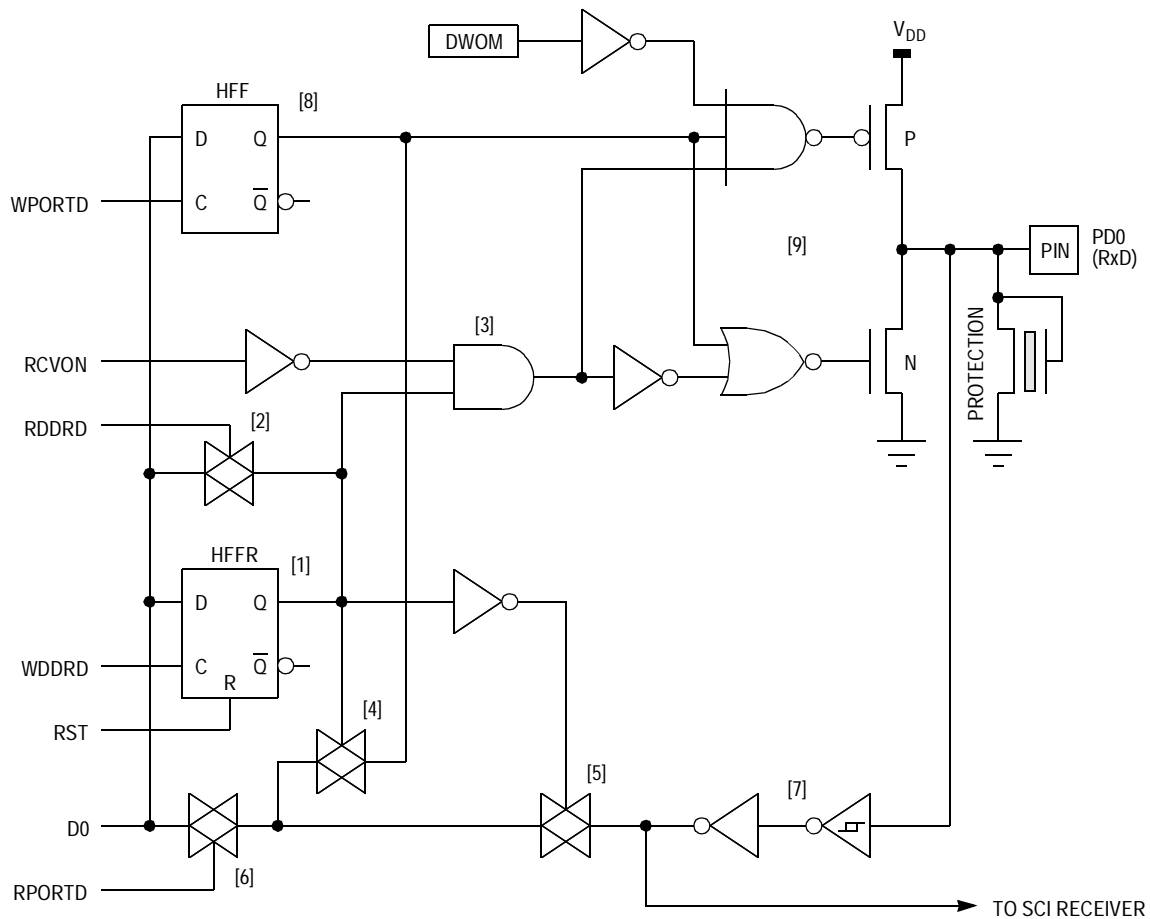 DWOM
VDD
HFF
[8]
D
Q
P
WPORTD
C
Q
[9]
PIN
PD0
(RxD)
[3]
PROTECTION
RCVON
N
RDDRD
[2]
HFFR
[1]
D
Q
WDDRD
C
Q
R
[4]
RST
[5]
[7]
D0
[6]
RPORTD
TO SCI RECEIVER